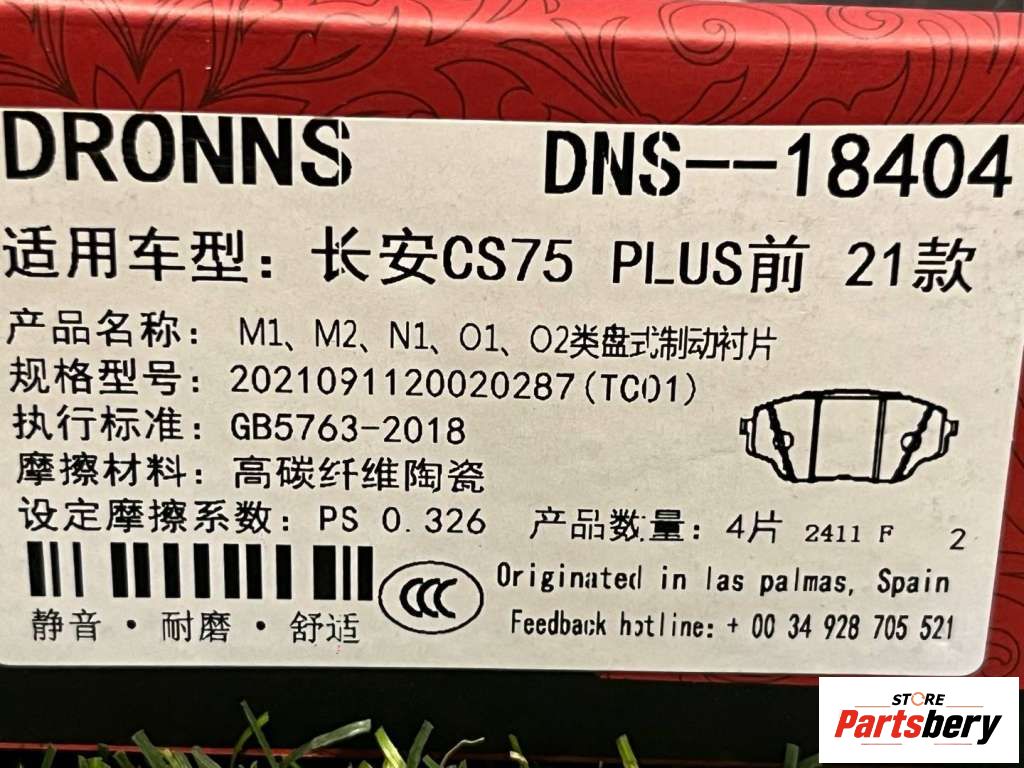 DRONNS DNS--18404
适用车型：长安CS75 PLUS前 21款
产品名称：M1、M2、N1、O1、O2类盘式制动衬片
规格型号：2021091120020287(TC01)
执行标准：GB5763-2018
摩擦材料：高碳纤维陶瓷
设定摩擦系数：PS 0.326 产品数量：4片 2411 F 2
CCC
Originated in las palmas, Spain
静音·耐磨·舒适
Feedback hotline: + 00 34 928 705 521
STORE
Partsbery